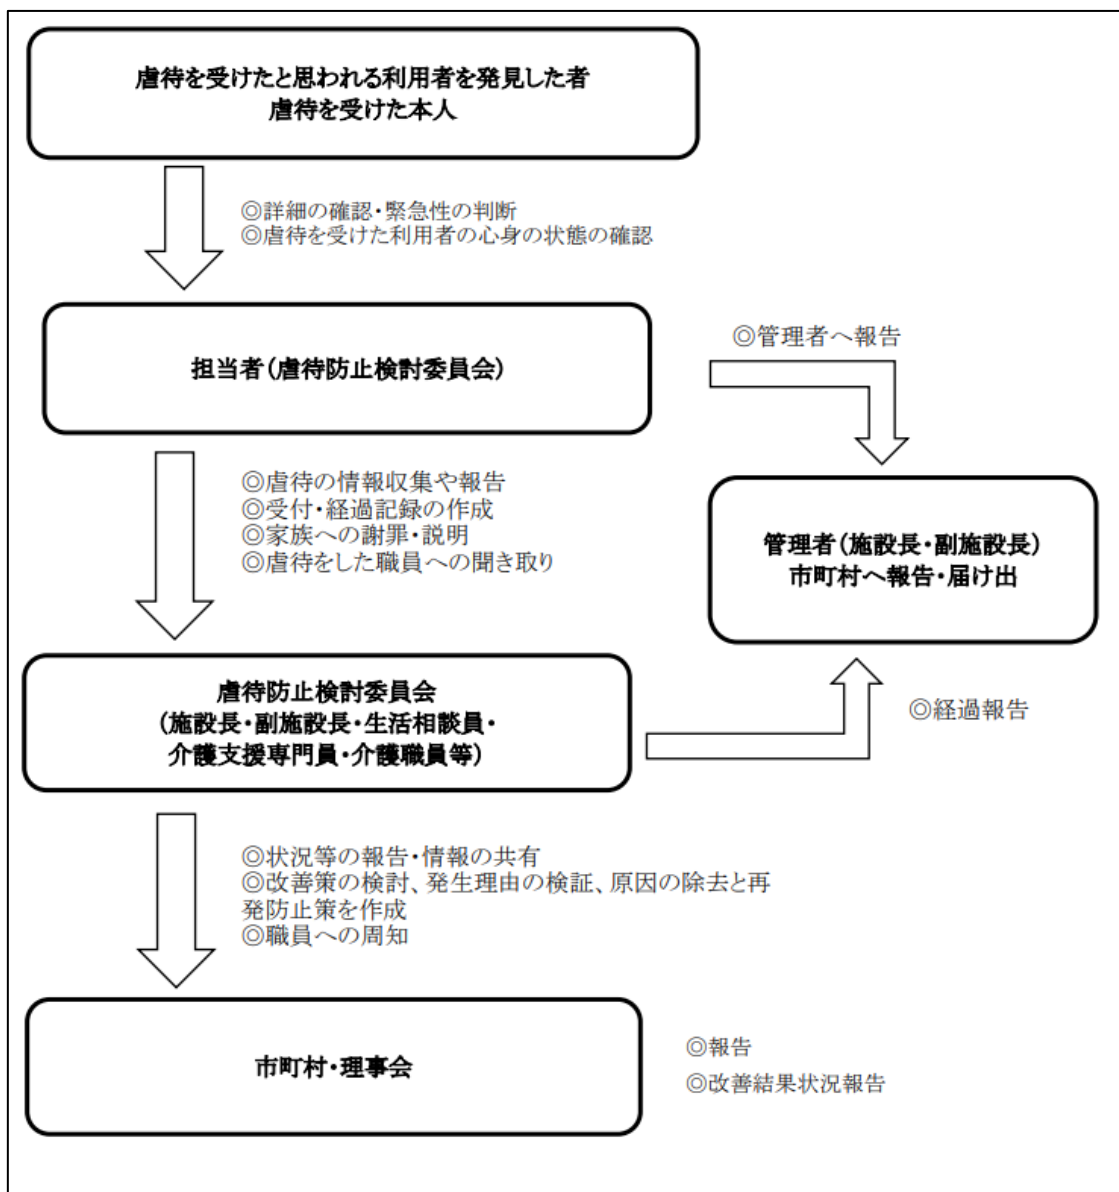 虐待を受けたと思われる利用者を発見した者
虐待を受けた本人
◎詳細の確認・緊急性の判断
◎虐待を受けた利用者の心身の状態の確認
担当者(虐待防止検討委員会)
◎管理者へ報告
◎虐待の情報収集や報告
◎受付・経過記録の作成
◎家族への謝罪・説明
◎虐待をした職員への聞き取り
管理者(施設長・副施設長)
市町村へ報告・届け出
虐待防止検討委員会
(施設長・副施設長・生活相談員・
介護支援専門員・介護職員等)
◎経過報告
◎状況等の報告・情報の共有
◎改善策の検討、発生理由の検証、原因の除去と再
発防止策を作成
◎職員への周知
市町村・理事会
◎報告
◎改善結果状況報告